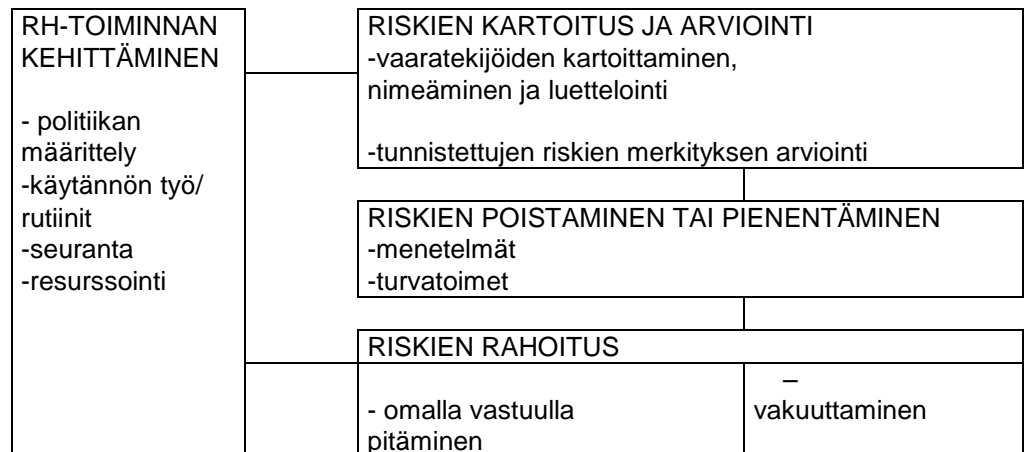 RH-TOIMINNAN
KEHITTÄMINEN
- politiikan
määrittely
-käytännön työ/
rutiinit
-seuranta
-resurssointi
RISKIEN KARTOITUS JA ARVIOINTI
-vaaratekijöiden kartoittaminen,
nimeäminen ja luettelointi
-tunnistettujen riskien merkityksen arviointi
RISKIEN POISTAMINEN TAI PIENENTÄMINEN
-menetelmät
-turvatoimet
RISKIEN RAHOITUS
- omalla vastuulla
pitäminen
–
vakuuttaminen